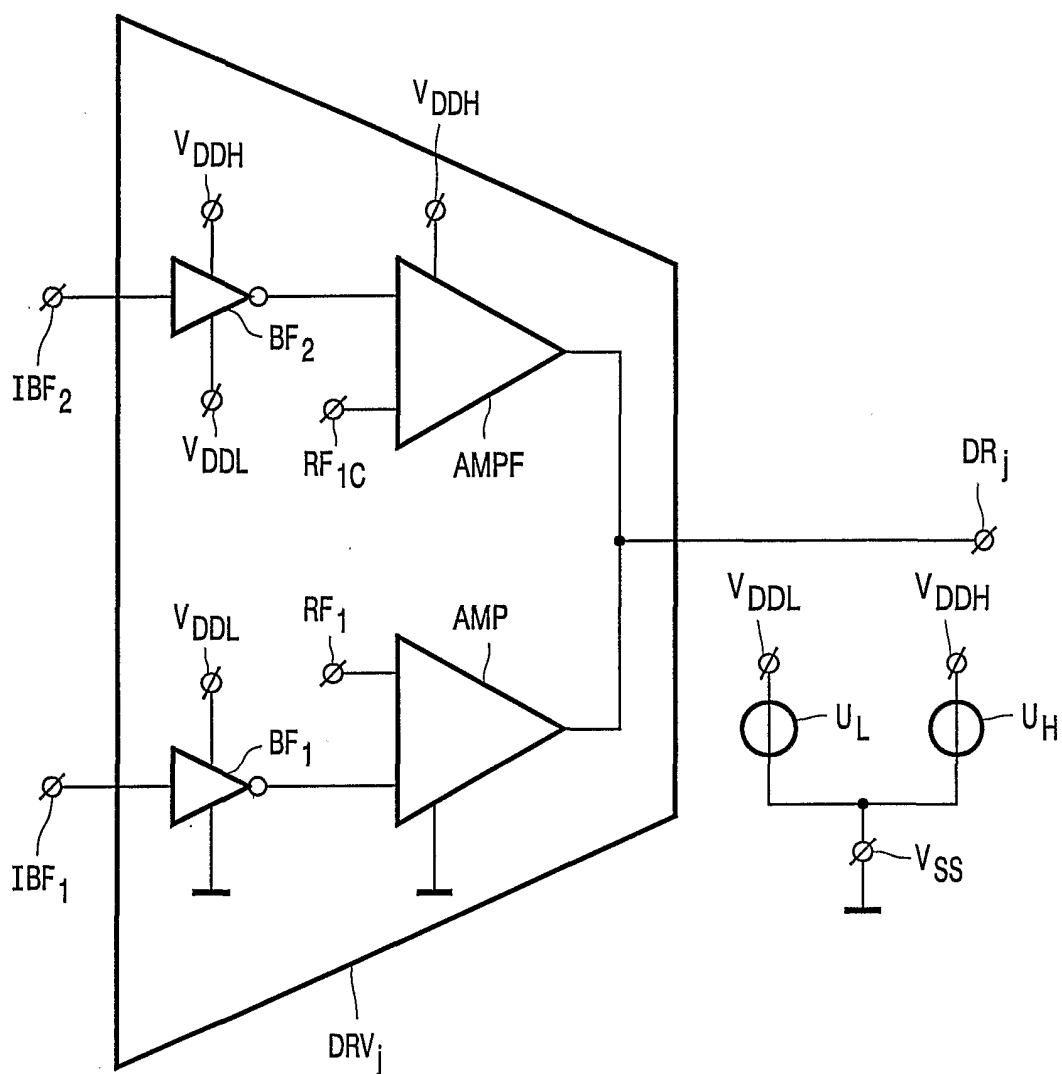 V_DDH
V_DDH
IBF_2
BF_2
V_DDL
RF_1C
AMPF
DR_j
V_DDL
RF_1
AMP
V_DDL
V_DDH
BF_1
U_L
U_H
IBF_1
V_SS
DRV_j